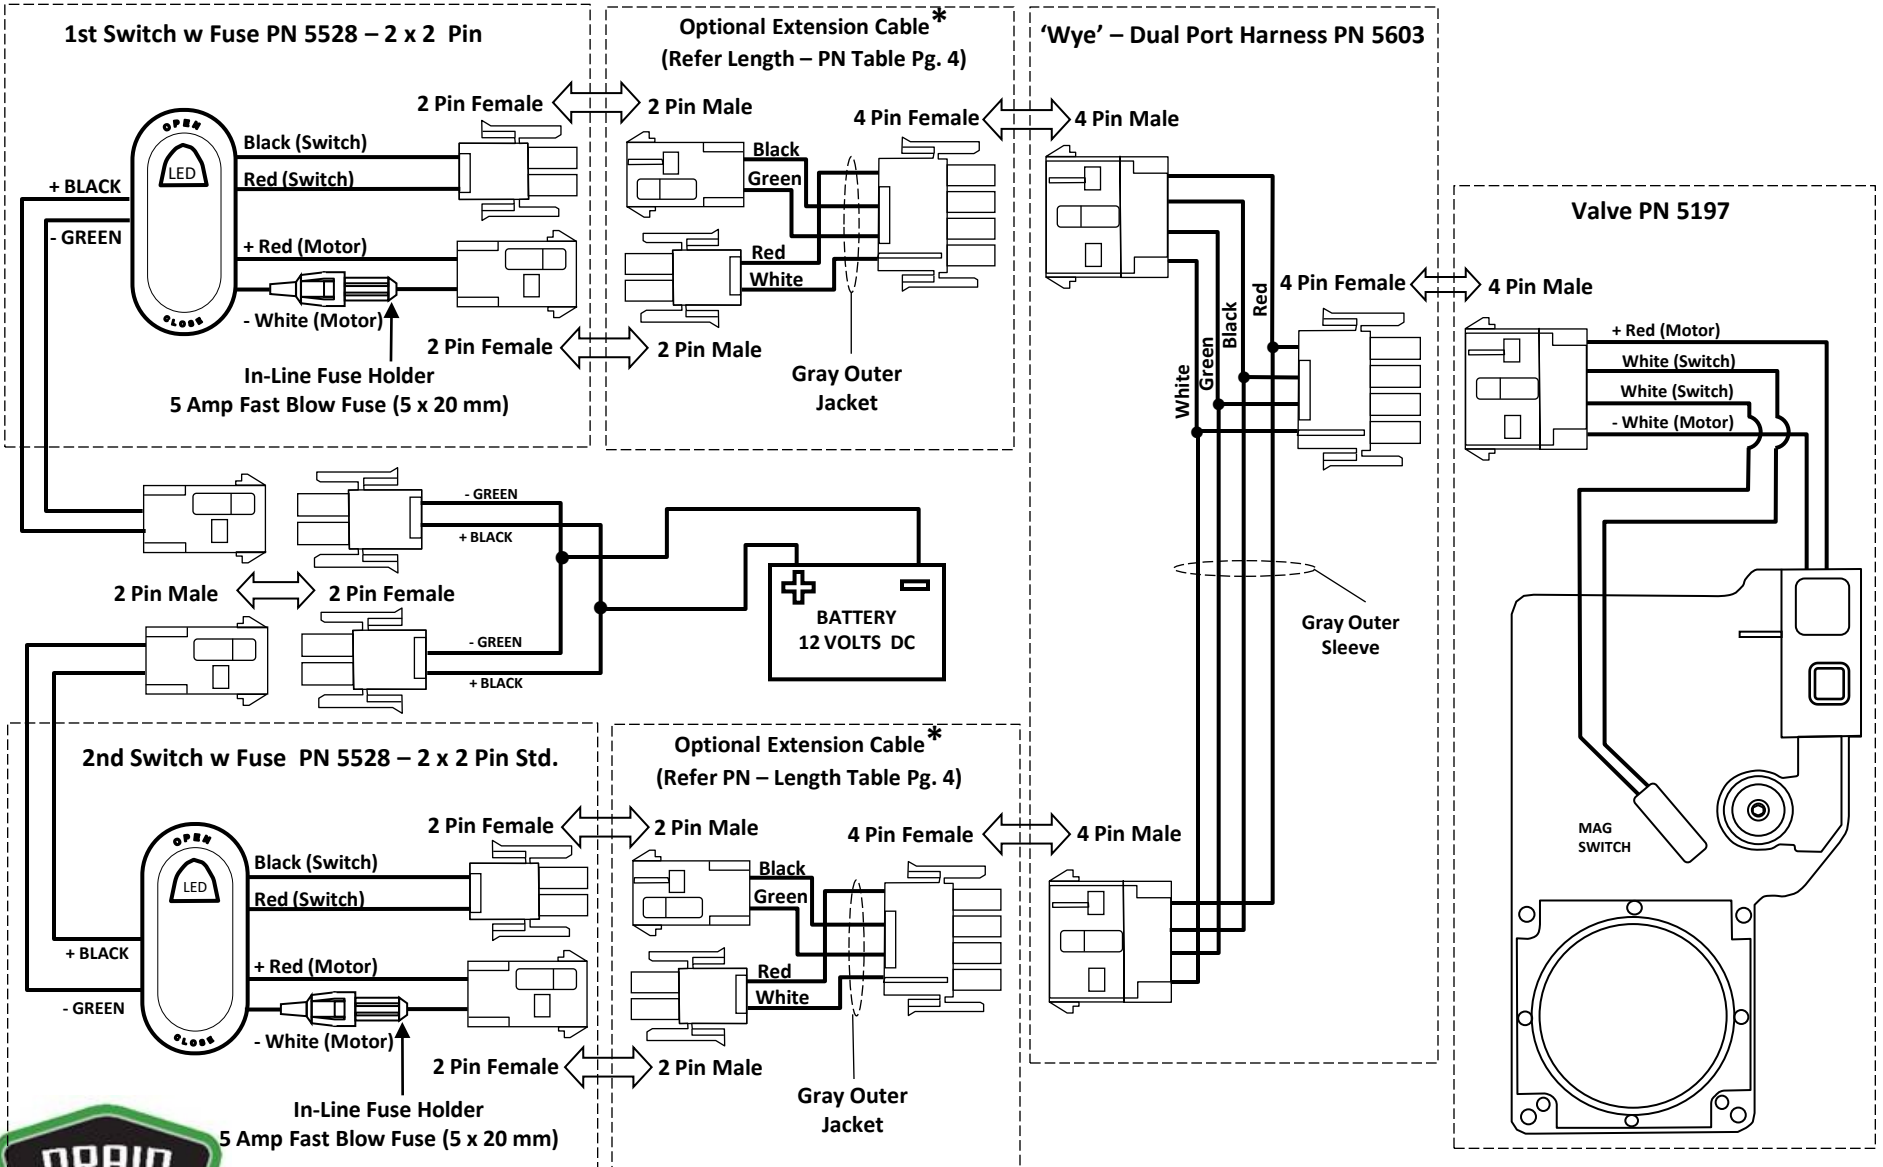 1st Switch w Fuse PN 5528 – 2 x 2 Pin
OPEN
LED
CLOSE
+ BLACK
- GREEN
Black (Switch)
Red (Switch)
+ Red (Motor)
- White (Motor)
2 Pin Female
2 Pin Female
In-Line Fuse Holder
5 Amp Fast Blow Fuse (5 x 20 mm)
Optional Extension Cable*
(Refer Length – PN Table Pg. 4)
2 Pin Male
4 Pin Female
Black
Green
Red
White
2 Pin Male
Gray Outer
Jacket
‘Wye’ – Dual Port Harness PN 5603
4 Pin Male
White
Green
Black
Red
4 Pin Female
Gray Outer
Sleeve
4 Pin Male
Valve PN 5197
4 Pin Male
+ Red (Motor)
White (Switch)
White (Switch)
- White (Motor)
MAG
SWITCH
- GREEN
+ BLACK
2 Pin Male
2 Pin Female
- GREEN
+ BLACK
BATTERY
12 VOLTS DC
2nd Switch w Fuse PN 5528 – 2 x 2 Pin Std.
OPEN
LED
CLOSE
+ BLACK
- GREEN
Black (Switch)
Red (Switch)
+ Red (Motor)
- White (Motor)
2 Pin Female
2 Pin Female
In-Line Fuse Holder
5 Amp Fast Blow Fuse (5 x 20 mm)
Optional Extension Cable*
(Refer PN – Length Table Pg. 4)
2 Pin Male
4 Pin Female
Black
Green
Red
White
2 Pin Male
Gray Outer
Jacket